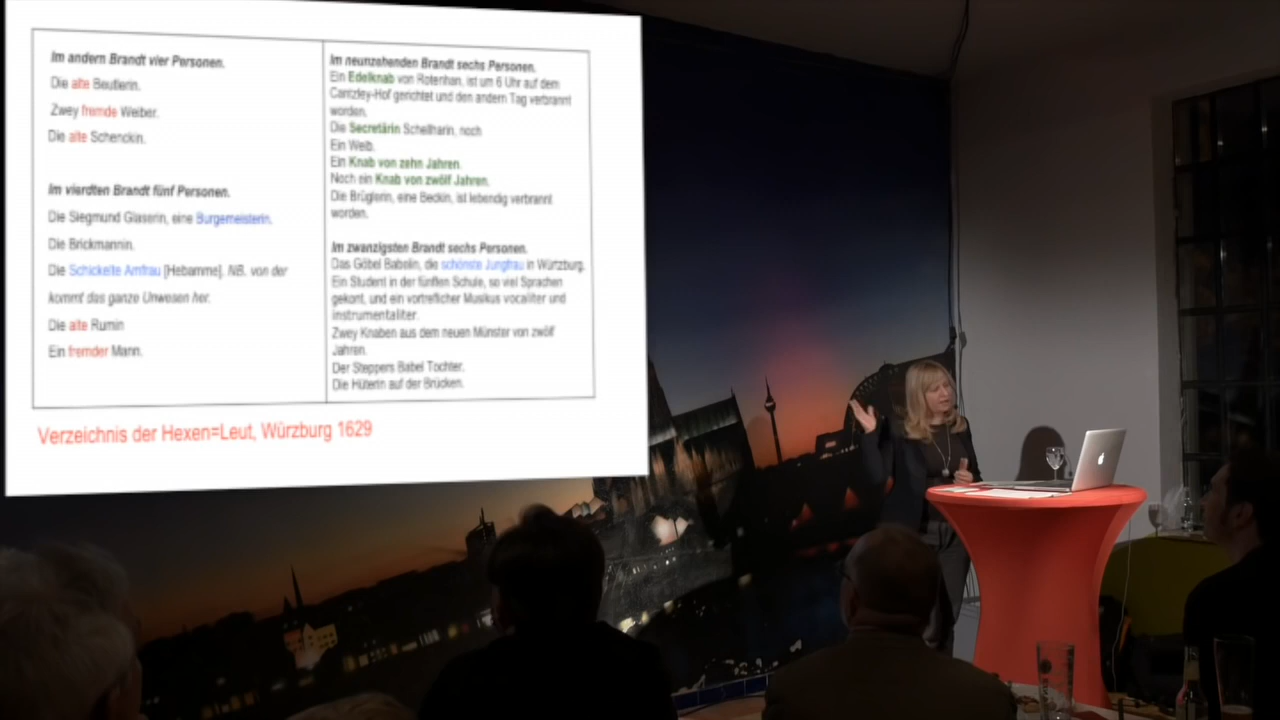 Im andern Brandt vier Personen.
Die alte Beutlerin.
Zwey fremde Weiber.
Die alte Schenckin.
Im vierdten Brandt fünf Personen.
Die Siegmund Glaserin, eine Burgemeisterin.
Die Brickmannin.
Die Schickelte Amfrau [Hebamme]. NB. von der
kommt das ganze Unwesen her.
Die alte Rumin
Ein fremder Mann.
Im neunzehenden Brandt sechs Personen.
Ein Edelknab von Rotenhan, ist um 6 Uhr auf dem
Cantzley-Hof gerichtet und den andern Tag verbrannt
worden.
Die Secretärin Schellharin, noch
Ein Weib.
Ein Knab von zehn Jahren.
Noch ein Knab von zwölf Jahren.
Die Brüglerin, eine Beckin, ist lebendig verbrannt
worden.
Im zwanzigsten Brandt sechs Personen.
Das Göbel Babelin, die schönste Jungfrau in Würtzburg.
Ein Student in der fünften Schule, so viel Sprachen
gekont, und ein vortreflicher Musikus vocaliter und
instrumentaliter.
Zwey Knaben aus dem neuen Münster von zwölf
Jahren.
Der Steppers Babel Tochter.
Die Hüterin auf der Brücken.
Verzeichnis der Hexen=Leut, Würzburg 1629